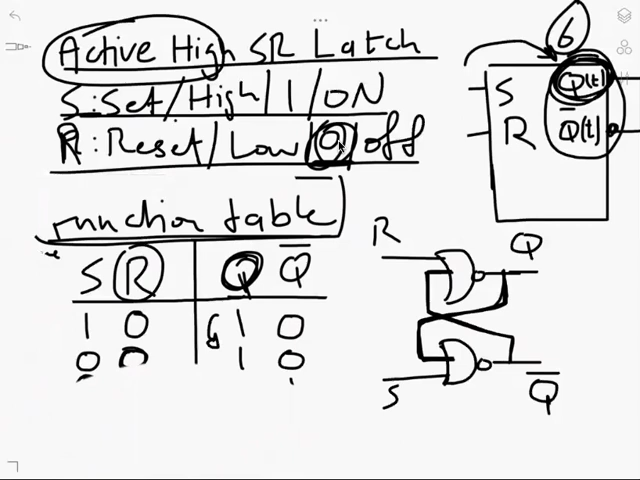 Active High SR Latch
S: Set/High/1/ON
R: Reset/Low/0/off
Function table
S R Q Q̅
1 0 1 0
0 0 1 0
6
S Q(t)
R Q̅(t)
R Q
S Q̅